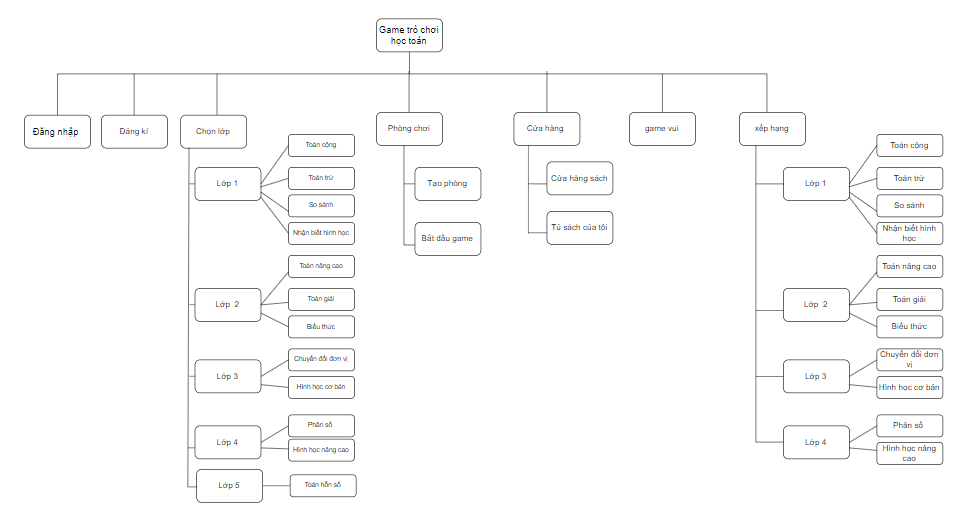 Game trò chơi
học toán
Đăng nhập
Đăng kí
Chọn lớp
Phòng chơi
Cửa hàng
game vui
xếp hạng
Lớp 1
Toán cộng
Toán trừ
So sánh
Nhận biết hình học
Lớp 2
Toán nâng cao
Toán giải
Biểu thức
Lớp 3
Chuyển đổi đơn vị
Hình học cơ bản
Lớp 4
Phân số
Hình học nâng cao
Lớp 5
Toán hỗn số
Tạo phòng
Bắt đầu game
Cửa hàng sách
Tủ sách của tôi
Lớp 1
Toán cộng
Toán trừ
So sánh
Nhận biết hình
học
Lớp 2
Toán nâng cao
Toán giải
Biểu thức
Lớp 3
Chuyển đổi đơn
vị
Hình học cơ bản
Lớp 4
Phân số
Hình học nâng
cao